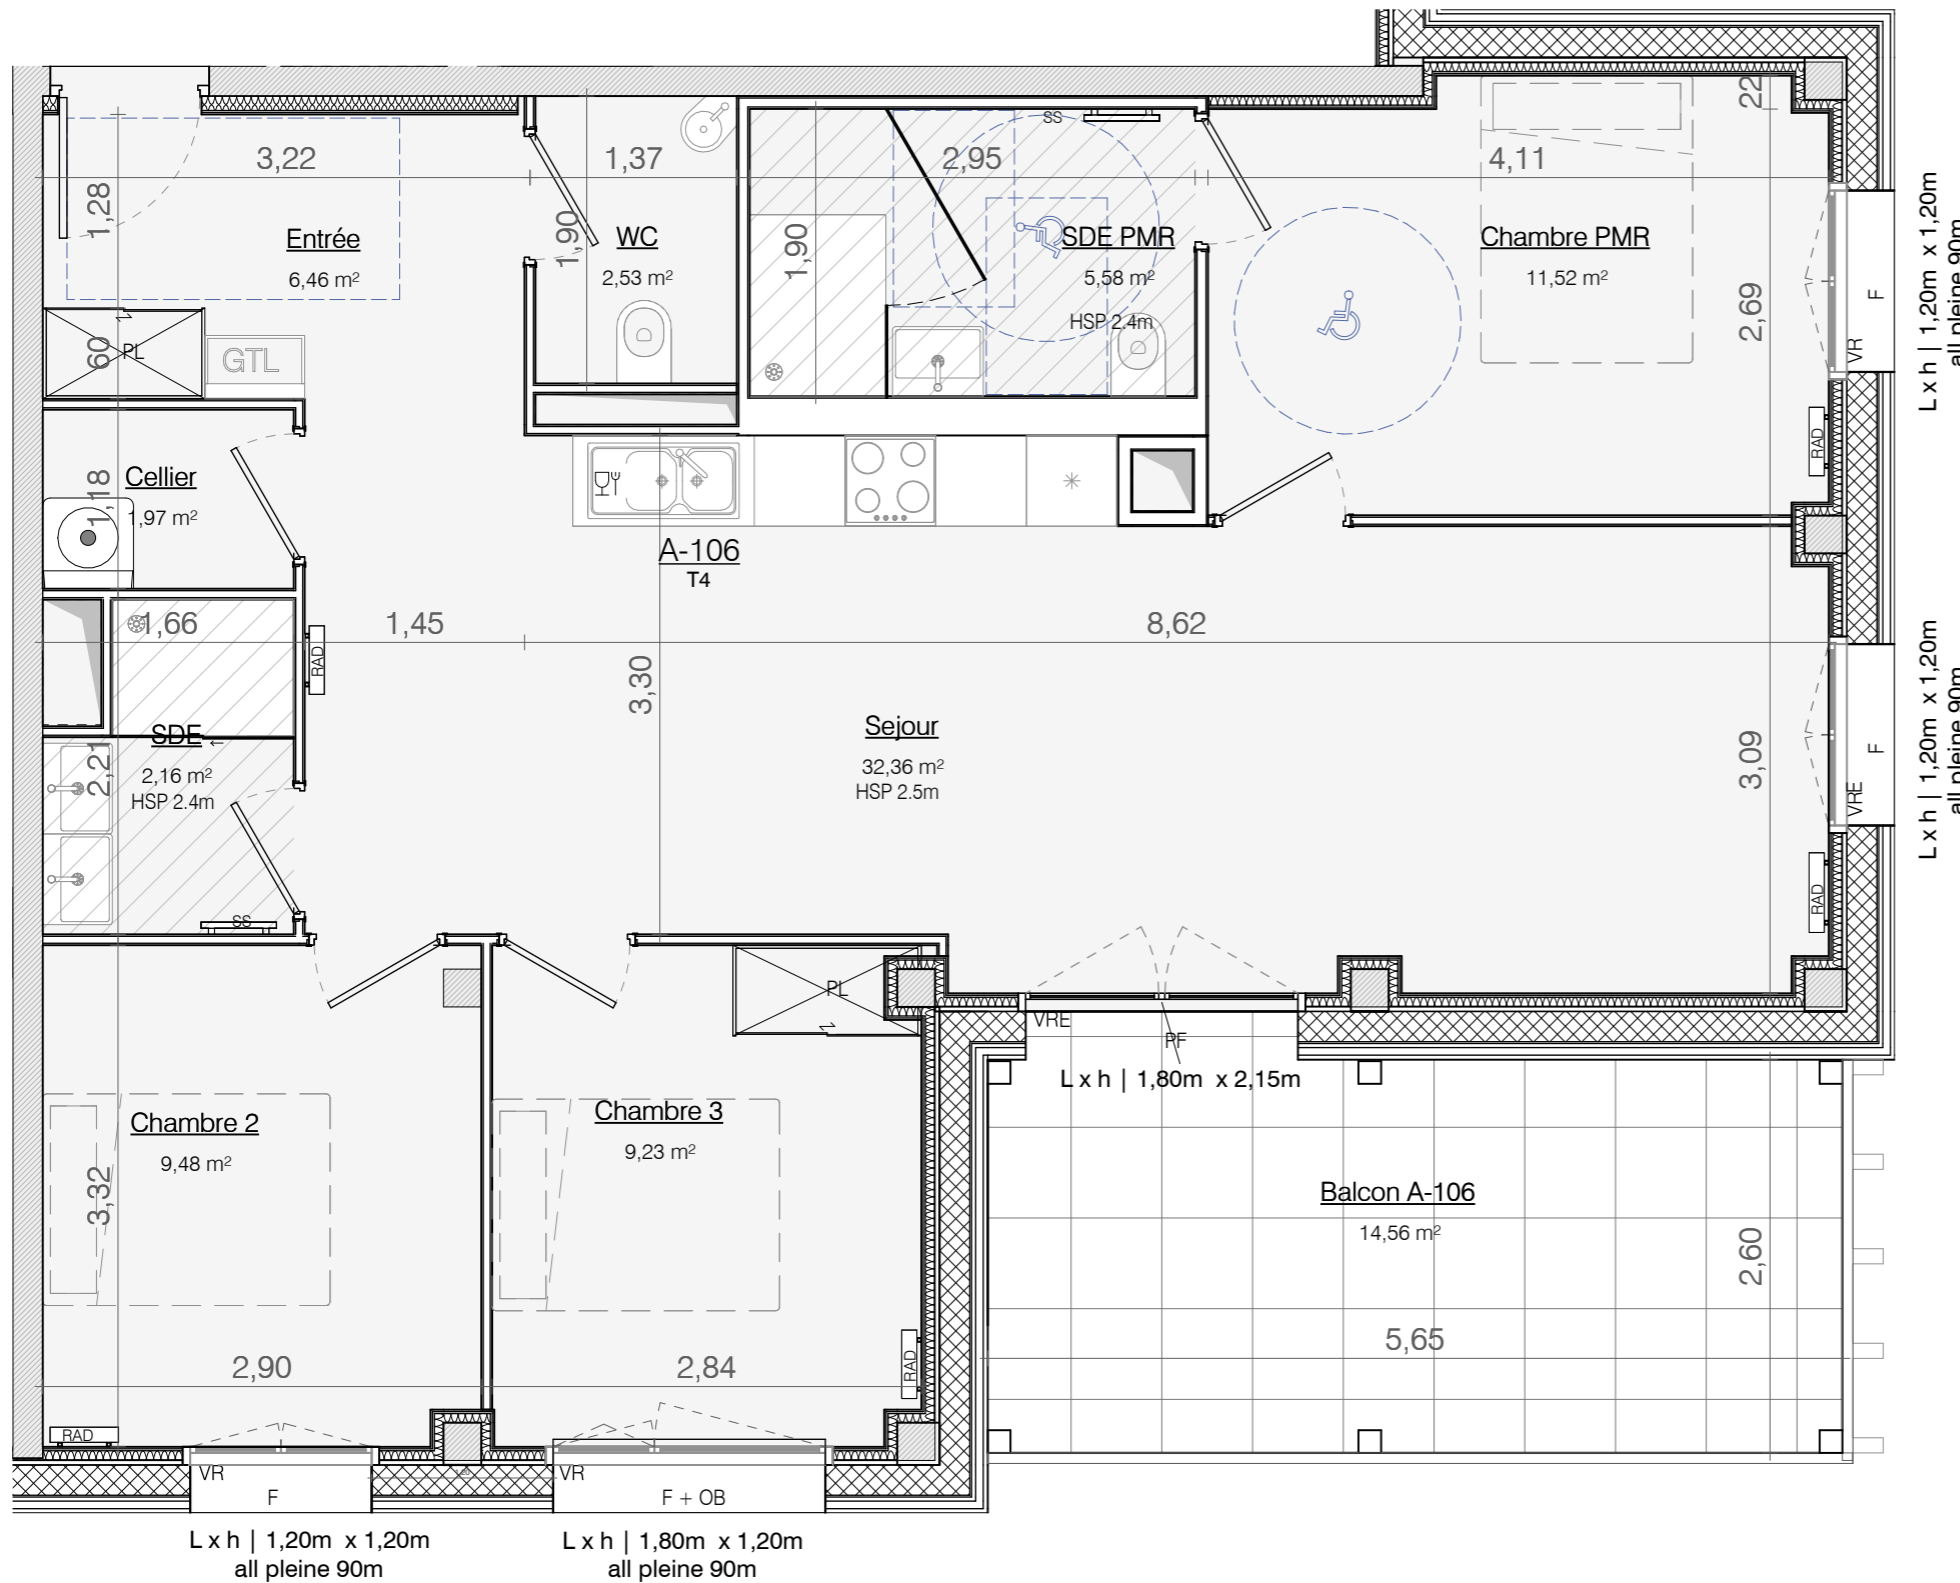 22
3,22
1,37
2,95
SS
4,11
1,28
1,90
1,90
Entrée
6,46 m²
WC
2,53 m²
SDE PMR
5,58 m²
HSP 2.4m
Chambre PMR
11,52 m²
2,69
F
VR
L x h | 1,20m x 1,20m
all pleine 90m
60
PL
GTL
RAD
Cellier
1,18
1,97 m²
A-106
T4
1,66
1,45
8,62
RAD
3,30
SDE
2,21
2,16 m²
HSP 2.4m
SS
Sejour
32,36 m²
HSP 2.5m
3,09
F
VRE
L x h | 1,20m x 1,20m
all pleine 90m
RAD
PL
VRE
PF
L x h | 1,80m x 2,15m
Chambre 2
9,48 m²
3,32
Chambre 3
9,23 m²
Balcon A-106
14,56 m²
2,60
5,65
2,90
2,84
RAD
RAD
VR
F
VR
F + OB
L x h | 1,20m x 1,20m
all pleine 90m
L x h | 1,80m x 1,20m
all pleine 90m